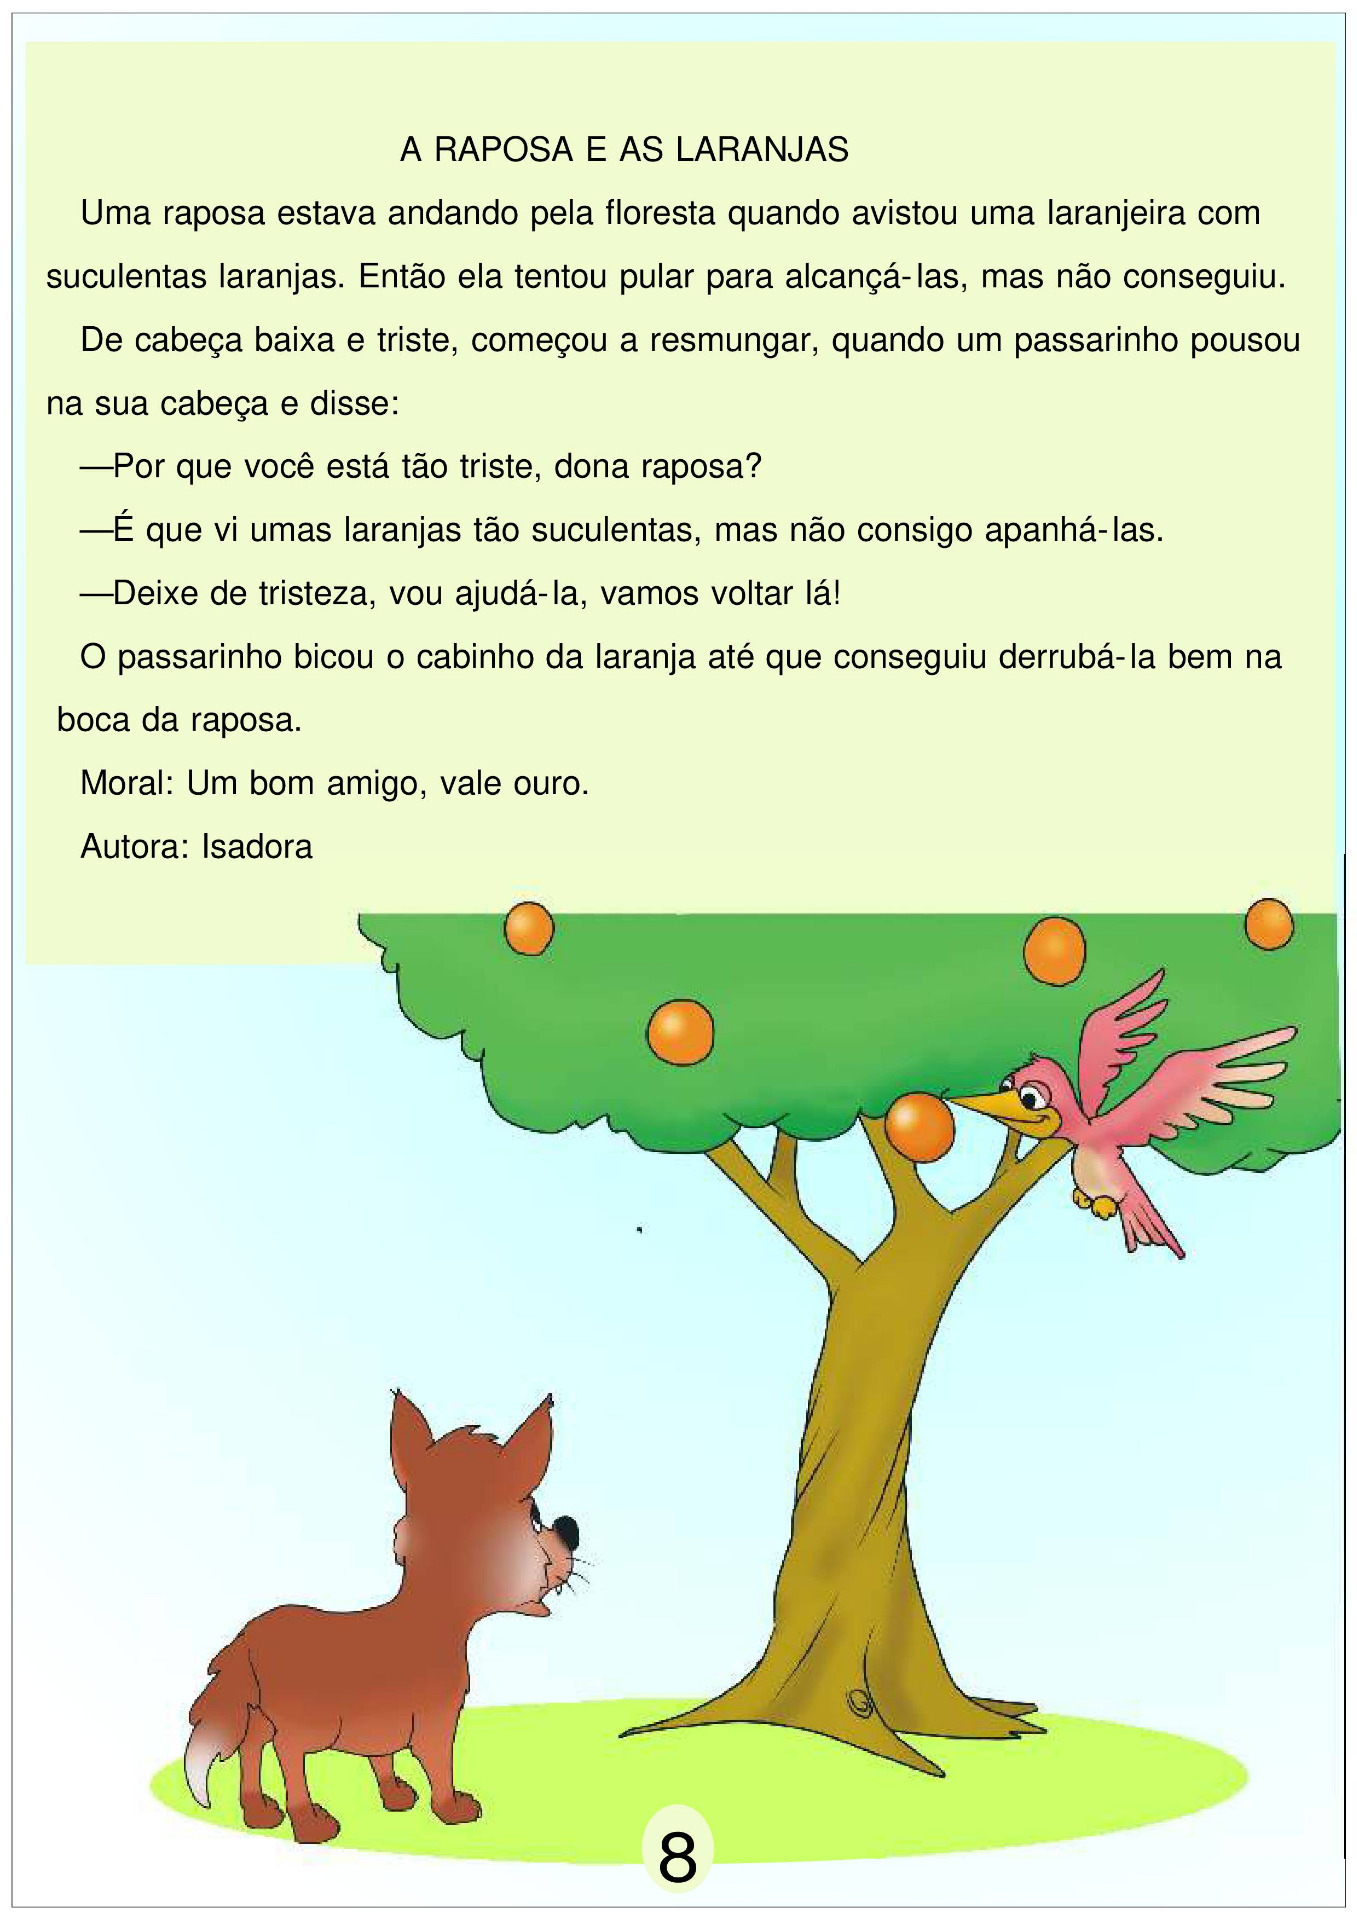 A RAPOSA E AS LARANJAS
Uma raposa estava andando pela floresta quando avistou uma laranjeira com
suculentas laranjas. Então ela tentou pular para alcançá-las, mas não conseguiu.
De cabeça baixa e triste, começou a resmungar, quando um passarinho pousou
na sua cabeça e disse:
—Por que você está tão triste, dona raposa?
—É que vi umas laranjas tão suculentas, mas não consigo apanhá-las.
—Deixe de tristeza, vou ajudá-la, vamos voltar lá!
O passarinho bicou o cabinho da laranja até que conseguiu derrubá-la bem na
boca da raposa.
Moral: Um bom amigo, vale ouro.
Autora: Isadora
8